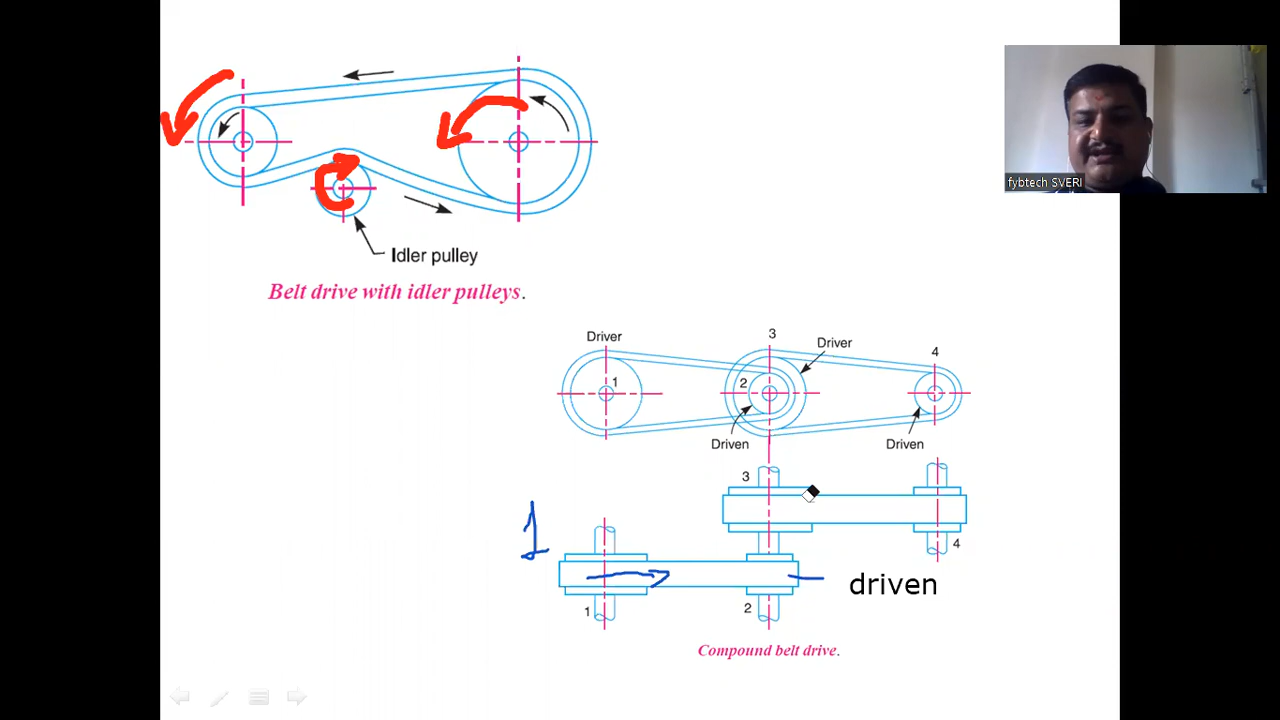 fybtech SVERI
Idler pulley
Belt drive with idler pulleys.
Driver
3
Driver
4
1
2
Driven
Driven
3
1
4
driven
1
2
Compound belt drive.